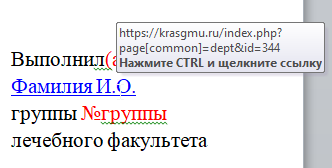 https://krasgmu.ru/index.php?
page[common]=dept&id=344
Нажмите CTRL и щелкните ссылку
Выполнил(а
Фамилия И.О.
группы №группы
лечебного факультета